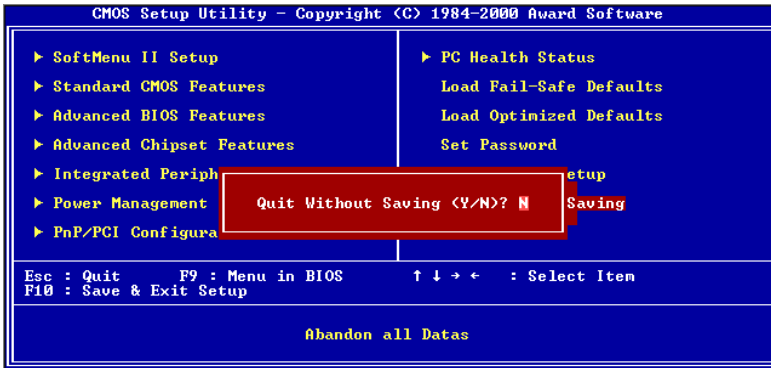 CMOS Setup Utility - Copyright (C) 1984-2000 Award Software
SoftMenu II Setup
Standard CMOS Features
Advanced BIOS Features
Advanced Chipset Features
Integrated Periph
Power Management
PnP/PCI Configura
PC Health Status
Load Fail-Safe Defaults
Load Optimized Defaults
Set Password
etup
Saving
Quit Without Saving (Y/N)? N
Esc : Quit F9 : Menu in BIOS ↑ ↓ → ← : Select Item
F10 : Save & Exit Setup
Abandon all Datas